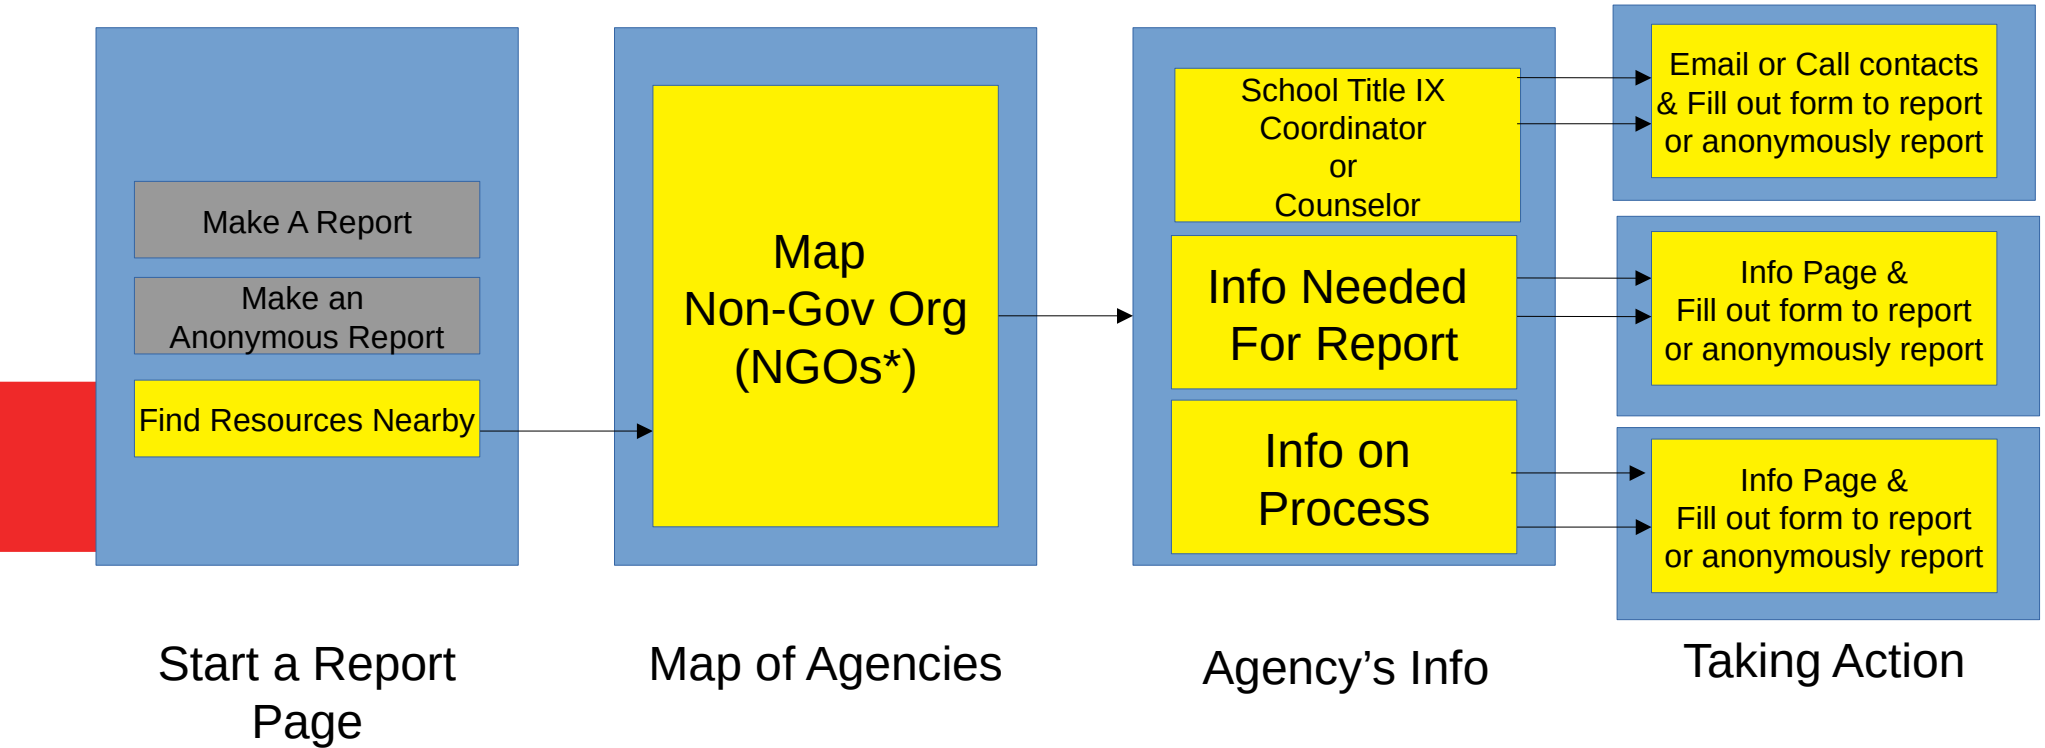 Make A Report
Make an
Anonymous Report
Find Resources Nearby
Start a Report
Page
Map
Non-Gov Org
(NGOs*)
Map of Agencies
School Title IX
Coordinator
or
Counselor
Info Needed
For Report
Info on
Process
Agency’s Info
Email or Call contacts
& Fill out form to report
or anonymously report
Info Page &
Fill out form to report
or anonymously report
Info Page &
Fill out form to report
or anonymously report
Taking Action